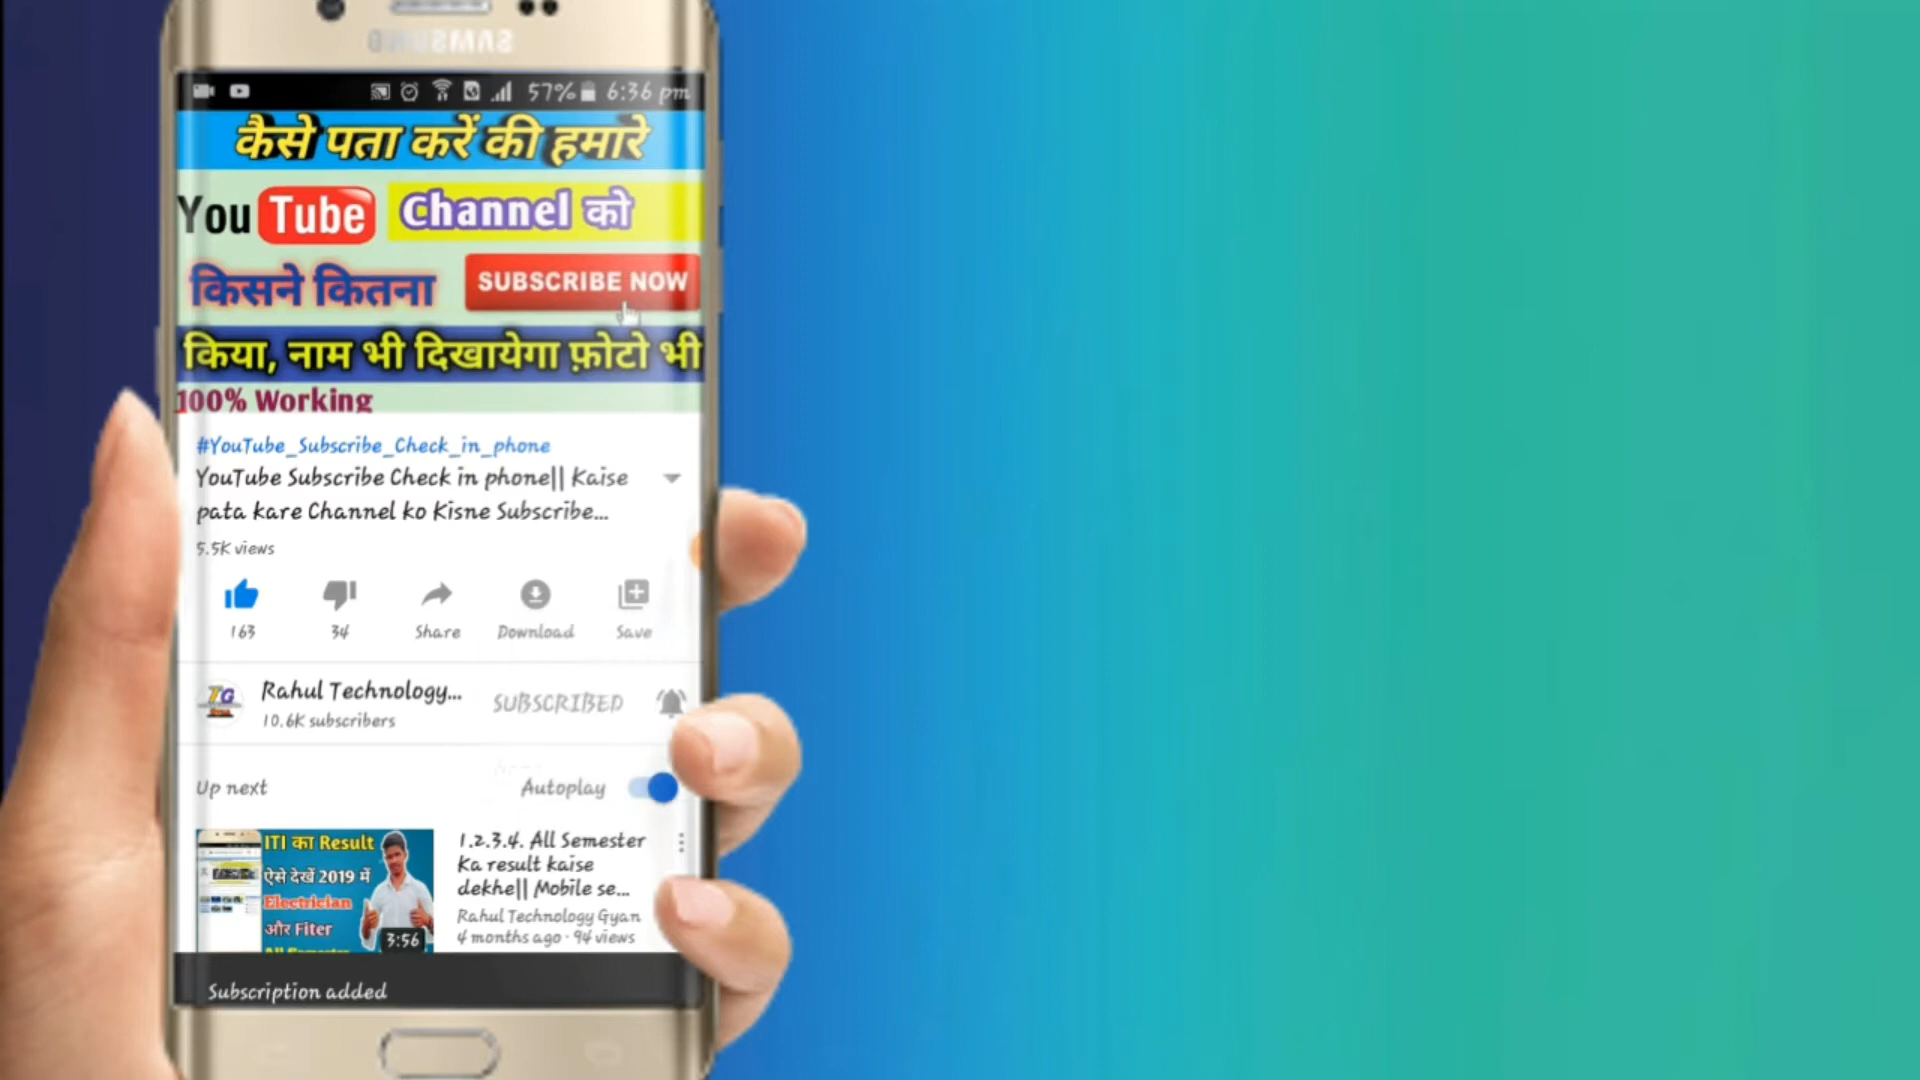 SAMSUNG
57% 6:36 pm
कैसे पता करें की हमारे
YouTube Channel को
किसने कितना SUBSCRIBE NOW
किया, नाम भी दिखायेगा फ़ोटो भी
100% Working
#YouTube_Subscribe_Check_in_phone
YouTube Subscribe Check in phone|| Kaise
pata kare Channel ko Kisne Subscribe...
5.5K views
163 34 Share Download Save
Rahul Technology... SUBSCRIBED
10.6K subscribers
Up next Autoplay
ITI का Result
ऐसे देखें 2019 में
Electrician
और Fiter
3:56
1.2.3.4. All Semester
Ka result kaise
dekhe|| Mobile se...
Rahul Technology Gyan
4 months ago · 94 views
Subscription added